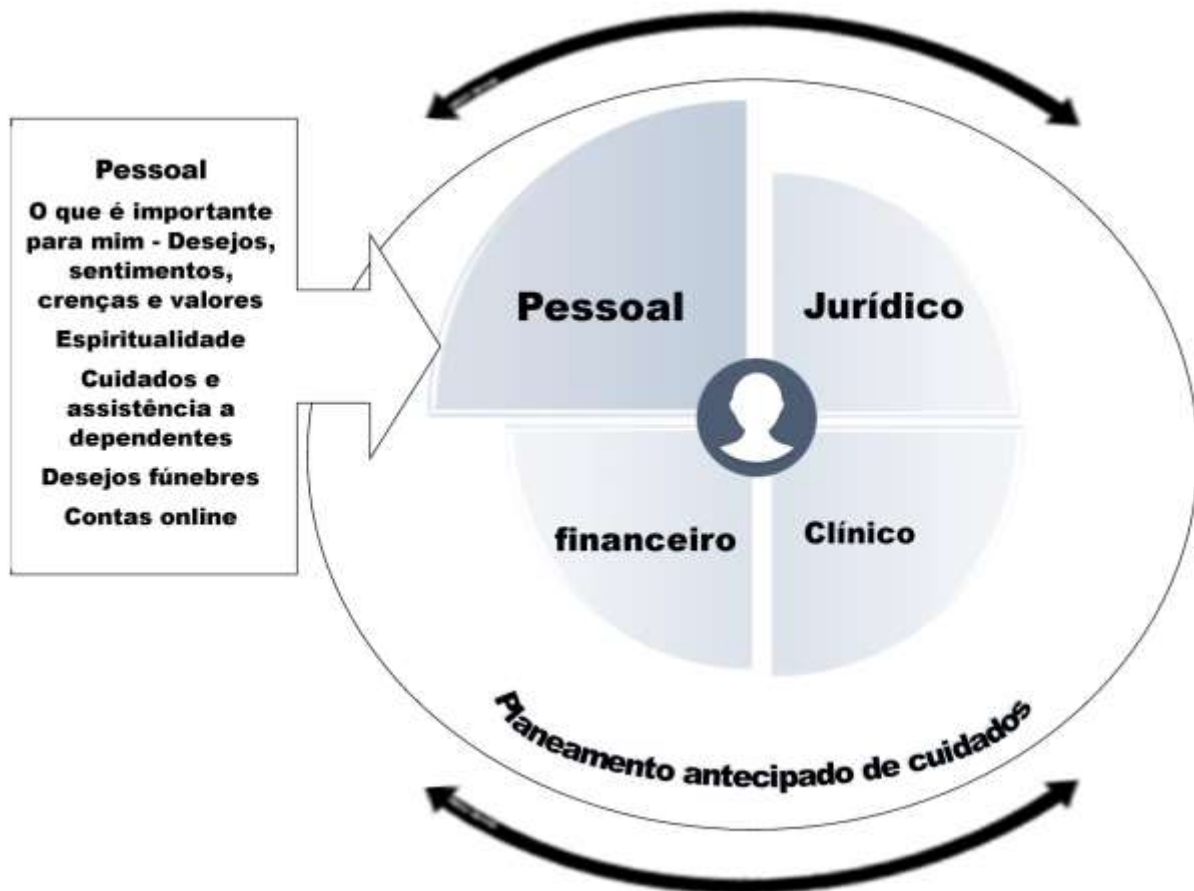 Pessoal
O que é importante
para mim - Desejos,
sentimentos,
crenças e valores
Espiritualidade
Cuidados e
assistência a
dependentes
Desejos fúnebres
Contas online
Pessoal
Jurídico
financeiro
Clínico
Planeamento antecipado de cuidados